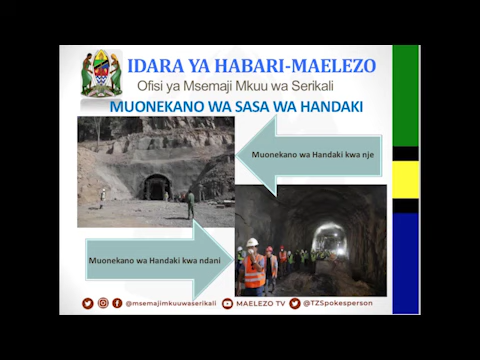 IDARA YA HABARI-MAELEZO
Ofisi ya Msemaji Mkuu wa Serikali
MUONEKANO WA SASA WA HANDAKI
Muonekano wa Handaki kwa nje
Muonekano wa Handaki kwa ndani
@msemajimkuuwaserikali
MAELEZO TV
@TZSpokesperson